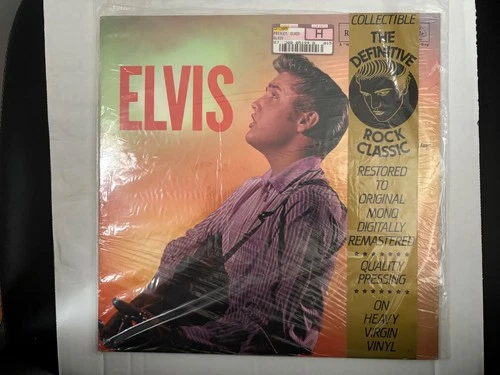 COLLECTIBLE
THE
DEFINITIVE
ROCK
CLASSIC
RESTORED
TO
ORIGINAL
MONO
DIGITALLY
REMASTERED
QUALITY
PRESSING
ON
HEAVY
VIRGIN
VINYL
ELVIS
H